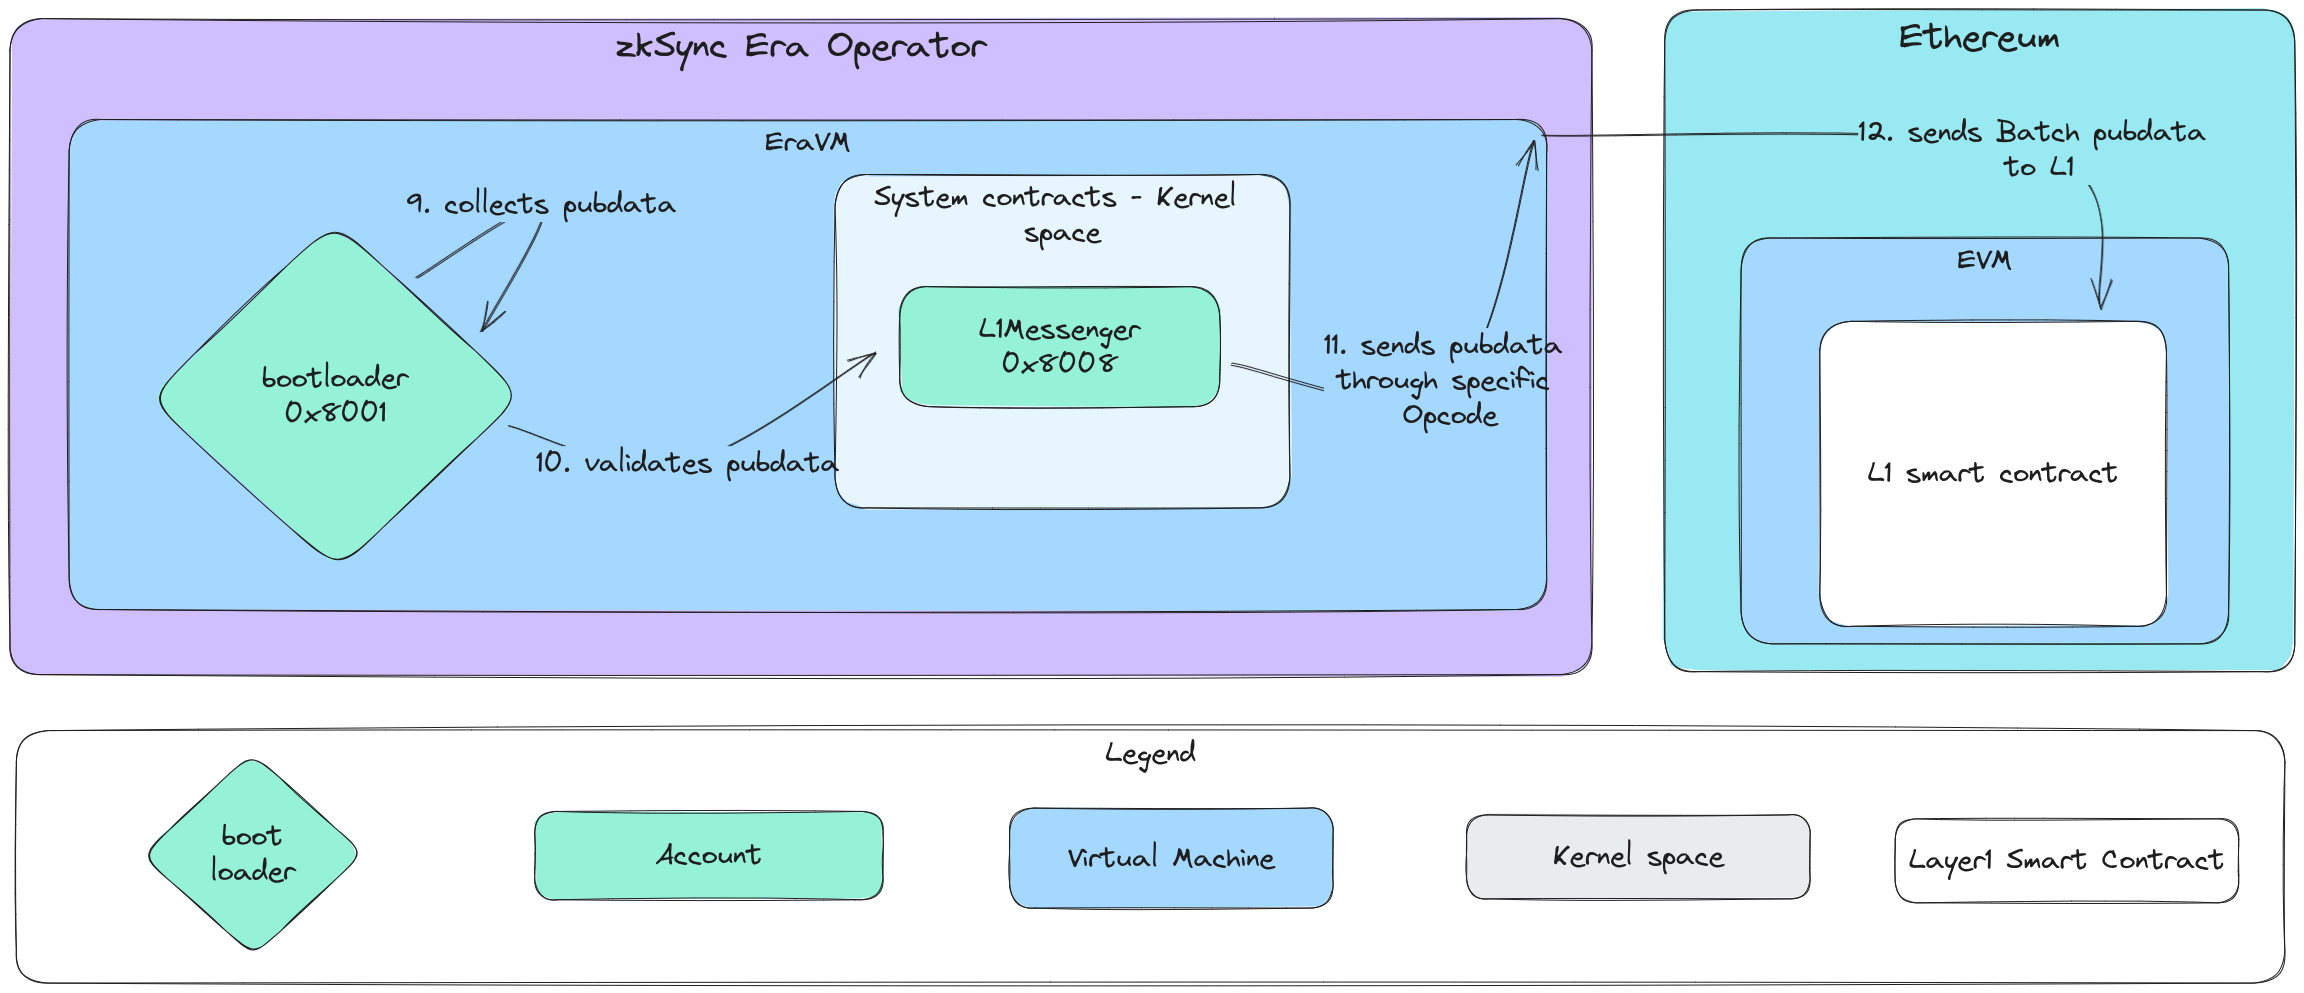 zkSync Era Operator
EraVM
9. collects pubdata
bootloader
0x8001
10. validates pubdata
System contracts - Kernel
space
L1Messenger
0x8008
11. sends pubdata
through specific
Opcode
Ethereum
12. sends Batch pubdata
to L1
EVM
L1 smart contract
Legend
boot
loader
Account
Virtual Machine
Kernel space
Layer1 Smart Contract